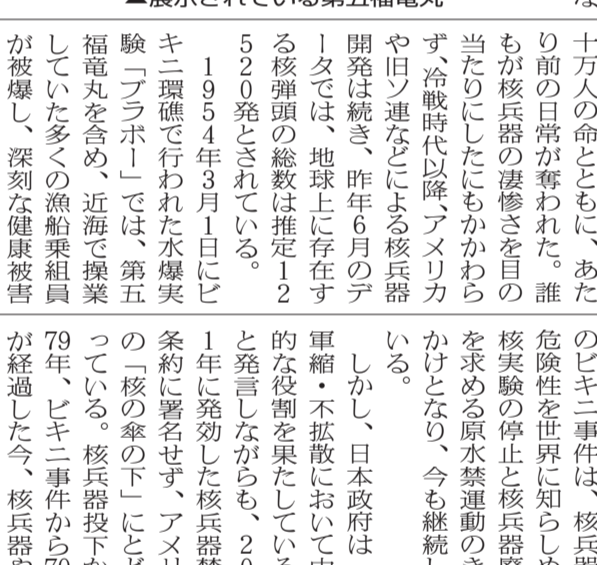 ▲展示されている第五福竜丸
な
十万人の命とともに、あた
り前の日常が奪われた。誰
もが核兵器の凄惨さを目の
当たりにしたにもかかわら
ず、冷戦時代以降、アメリカ
や旧ソ連などによる核兵器
開発は続き、昨年6月のデ
ータでは、地球上に存在す
る核弾頭の総数は推定12
520発とされている。
1954年3月1日にビ
キニ環礁で行われた水爆実
験「ブラボー」では、第五
福竜丸を含め、近海で操業
していた多くの漁船乗組員
が被爆し、深刻な健康被害
のビキニ事件は、核兵器
危険性を世界に知らしめ
核実験の停止と核兵器廃
を求める原水禁運動のき
かけとなり、今も継続し
いる。
しかし、日本政府は
軍縮・不拡散において中
的な役割を果たしている
と発言しながらも、20
1年に発効した核兵器禁
条約に署名せず、アメリ
の「核の傘の下」にとど
っている。核兵器投下か
79年、ビキニ事件から70
が経過した今、核兵器や